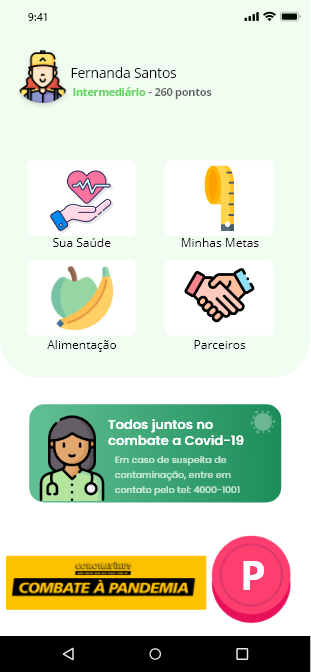 9:41
Fernanda Santos
Intermediário - 260 pontos
Sua Saúde
Minhas Metas
Alimentação
Parceiros
Todos juntos no
combate a Covid-19
Em caso de suspeita de
contaminação, entre em
contato pelo tel: 4000-1001
CORONAVÍRUS
COMBATE À PANDEMIA
P